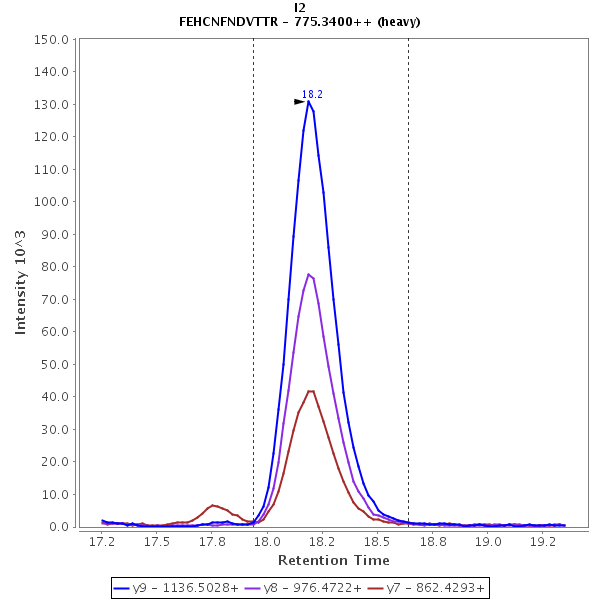 I2
FEHCNFNDVTTR - 775.3400++ (heavy)
Intensity 10^3
150.0
140.0
130.0
120.0
110.0
100.0
90.0
80.0
70.0
60.0
50.0
40.0
30.0
20.0
10.0
0.0
18.2
17.2 17.5 17.8 18.0 18.2 18.5 18.8 19.0 19.2
Retention Time
y9 - 1136.5028+ y8 - 976.4722+ y7 - 862.4293+